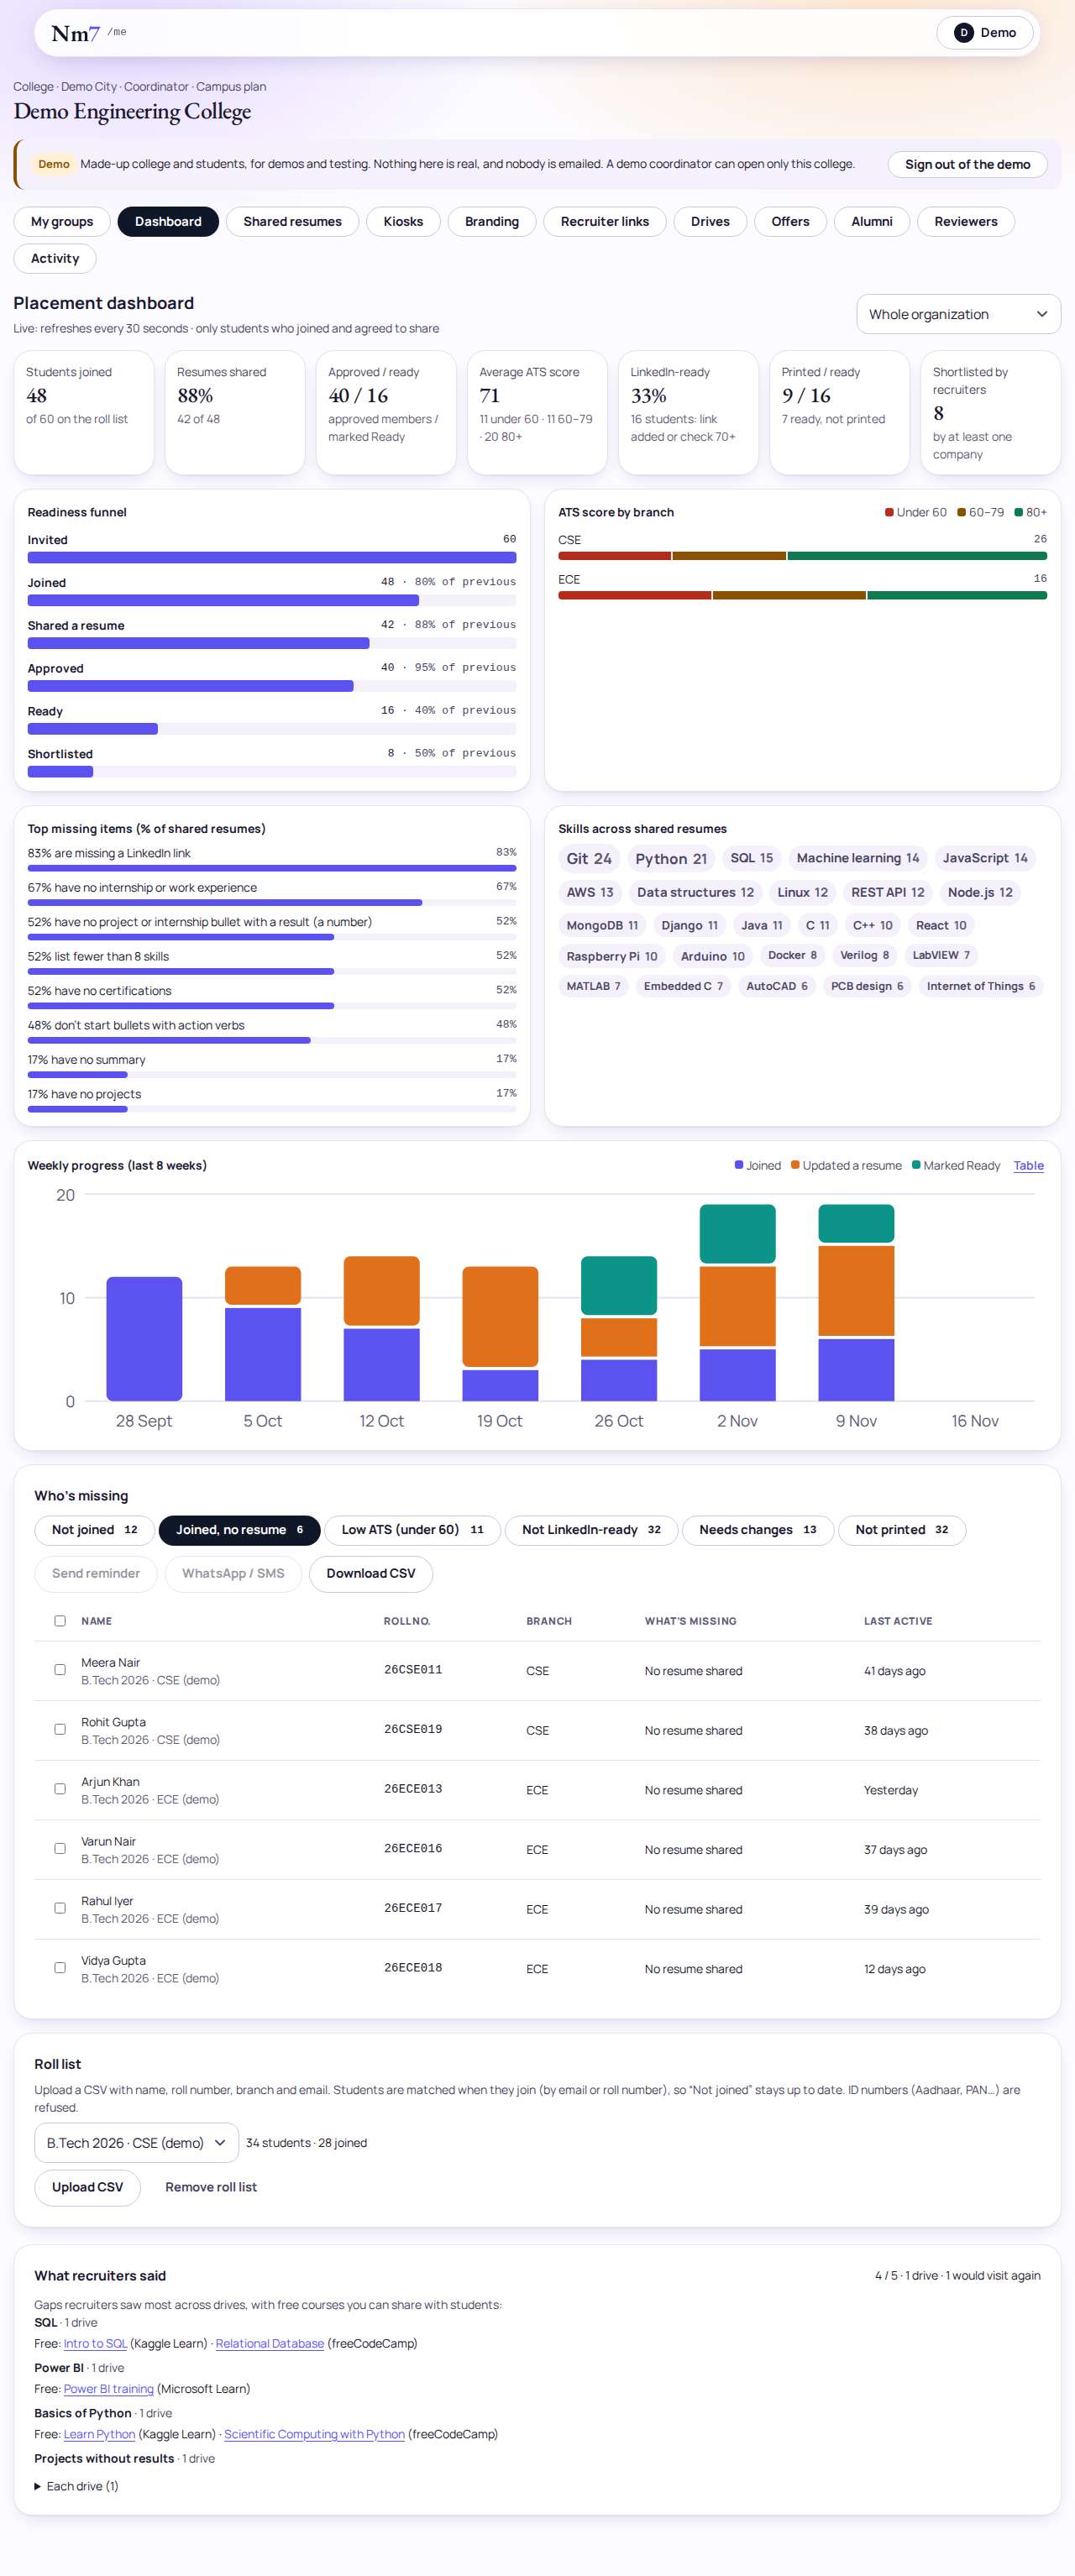 Nm7 /me
D Demo
College · Demo City · Coordinator · Campus plan
Demo Engineering College
Demo Made-up college and students, for demos and testing. Nothing here is real, and nobody is emailed. A demo coordinator can open only this college. Sign out of the demo
My groups Dashboard Shared resumes Kiosks Branding Recruiter links Drives Offers Alumni Reviewers
Activity
Placement dashboard
Live: refreshes every 30 seconds · only students who joined and agreed to share
Whole organization
Students joined
48
of 60 on the roll list
Resumes shared
88%
42 of 48
Approved / ready
40 / 16
approved members /
marked Ready
Average ATS score
71
11 under 60 · 11 60–79
· 20 80+
LinkedIn-ready
33%
16 students: link
added or check 70+
Printed / ready
9 / 16
7 ready, not printed
Shortlisted by
recruiters
8
by at least one
company
Readiness funnel
Invited 60
Joined 48 · 80% of previous
Shared a resume 42 · 88% of previous
Approved 40 · 95% of previous
Ready 16 · 40% of previous
Shortlisted 8 · 50% of previous
ATS score by branch Under 60 60–79 80+
CSE 26
ECE 16
Top missing items (% of shared resumes)
83% are missing a LinkedIn link 83%
67% have no internship or work experience 67%
52% have no project or internship bullet with a result (a number) 52%
52% list fewer than 8 skills 52%
52% have no certifications 52%
48% don't start bullets with action verbs 48%
17% have no summary 17%
17% have no projects 17%
Skills across shared resumes
Git 24 Python 21 SQL 15 Machine learning 14 JavaScript 14
AWS 13 Data structures 12 Linux 12 REST API 12 Node.js 12
MongoDB 11 Django 11 Java 11 C 11 C++ 10 React 10
Raspberry Pi 10 Arduino 10 Docker 8 Verilog 8 LabVIEW 7
MATLAB 7 Embedded C 7 AutoCAD 6 PCB design 6 Internet of Things 6
Weekly progress (last 8 weeks) Joined Updated a resume Marked Ready Table
20
10
0
28 Sept 5 Oct 12 Oct 19 Oct 26 Oct 2 Nov 9 Nov 16 Nov
Who's missing
Not joined 12 Joined, no resume 6 Low ATS (under 60) 11 Not LinkedIn-ready 32 Needs changes 13 Not printed 32
Send reminder WhatsApp / SMS Download CSV
NAME ROLL NO. BRANCH WHAT'S MISSING LAST ACTIVE
Meera Nair
B.Tech 2026 · CSE (demo) 26CSE011 CSE No resume shared 41 days ago
Rohit Gupta
B.Tech 2026 · CSE (demo) 26CSE019 CSE No resume shared 38 days ago
Arjun Khan
B.Tech 2026 · ECE (demo) 26ECE013 ECE No resume shared Yesterday
Varun Nair
B.Tech 2026 · ECE (demo) 26ECE016 ECE No resume shared 37 days ago
Rahul Iyer
B.Tech 2026 · ECE (demo) 26ECE017 ECE No resume shared 39 days ago
Vidya Gupta
B.Tech 2026 · ECE (demo) 26ECE018 ECE No resume shared 12 days ago
Roll list
Upload a CSV with name, roll number, branch and email. Students are matched when they join (by email or roll number), so “Not joined” stays up to date. ID numbers (Aadhaar, PAN…) are
refused.
B.Tech 2026 · CSE (demo) 34 students · 28 joined
Upload CSV Remove roll list
What recruiters said 4 / 5 · 1 drive · 1 would visit again
Gaps recruiters saw most across drives, with free courses you can share with students:
SQL · 1 drive
Free: Intro to SQL (Kaggle Learn) · Relational Database (freeCodeCamp)
Power BI · 1 drive
Free: Power BI training (Microsoft Learn)
Basics of Python · 1 drive
Free: Learn Python (Kaggle Learn) · Scientific Computing with Python (freeCodeCamp)
Projects without results · 1 drive
Each drive (1)